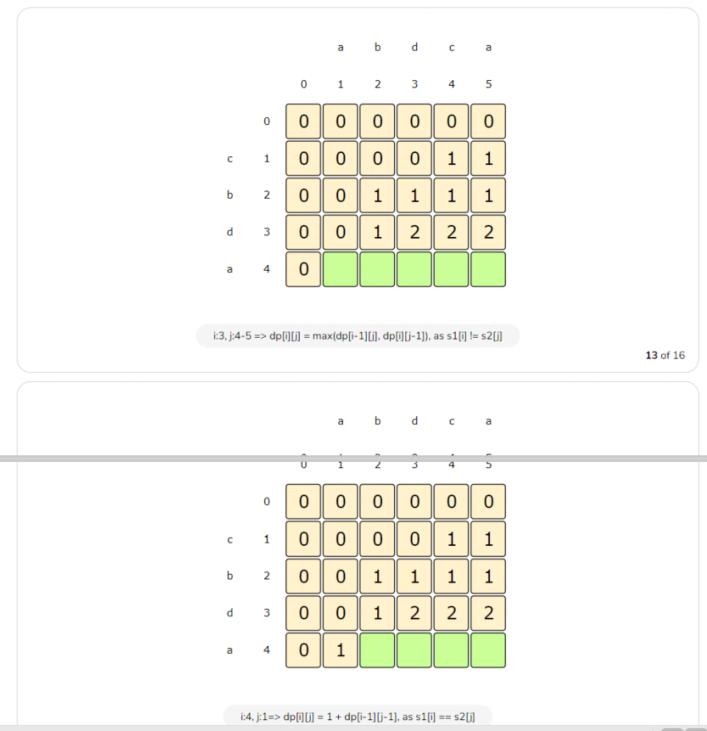 a b d c a
0 1 2 3 4 5
0 0 0 0 0 0 0
c 1 0 0 0 0 1 1
b 2 0 0 1 1 1 1
d 3 0 0 1 2 2 2
a 4 0
i:3, j:4-5 => dp[i][j] = max(dp[i-1][j], dp[i][j-1]), as s1[i] != s2[j]
13 of 16
a b d c a
0 1 2 3 4 5
0 0 0 0 0 0 0
c 1 0 0 0 0 1 1
b 2 0 0 1 1 1 1
d 3 0 0 1 2 2 2
a 4 0 1
i:4, j:1=> dp[i][j] = 1 + dp[i-1][j-1], as s1[i] == s2[j]